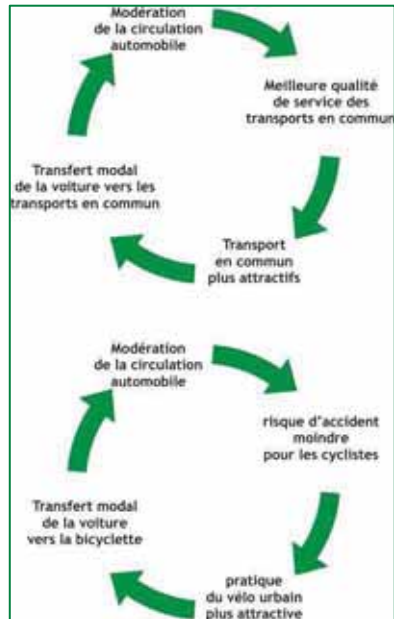 Modération
de la circulation
automobile
Meilleure qualité
de service des
transports en commun
Transport
en commun
plus attractifs
Transfert modal
de la voiture vers les
transports en commun
Modération
de la circulation
automobile
risque d'accident
moindre
pour les cyclistes
pratique
du vélo urbain
plus attractive
Transfert modal
de la voiture
vers la bicyclette